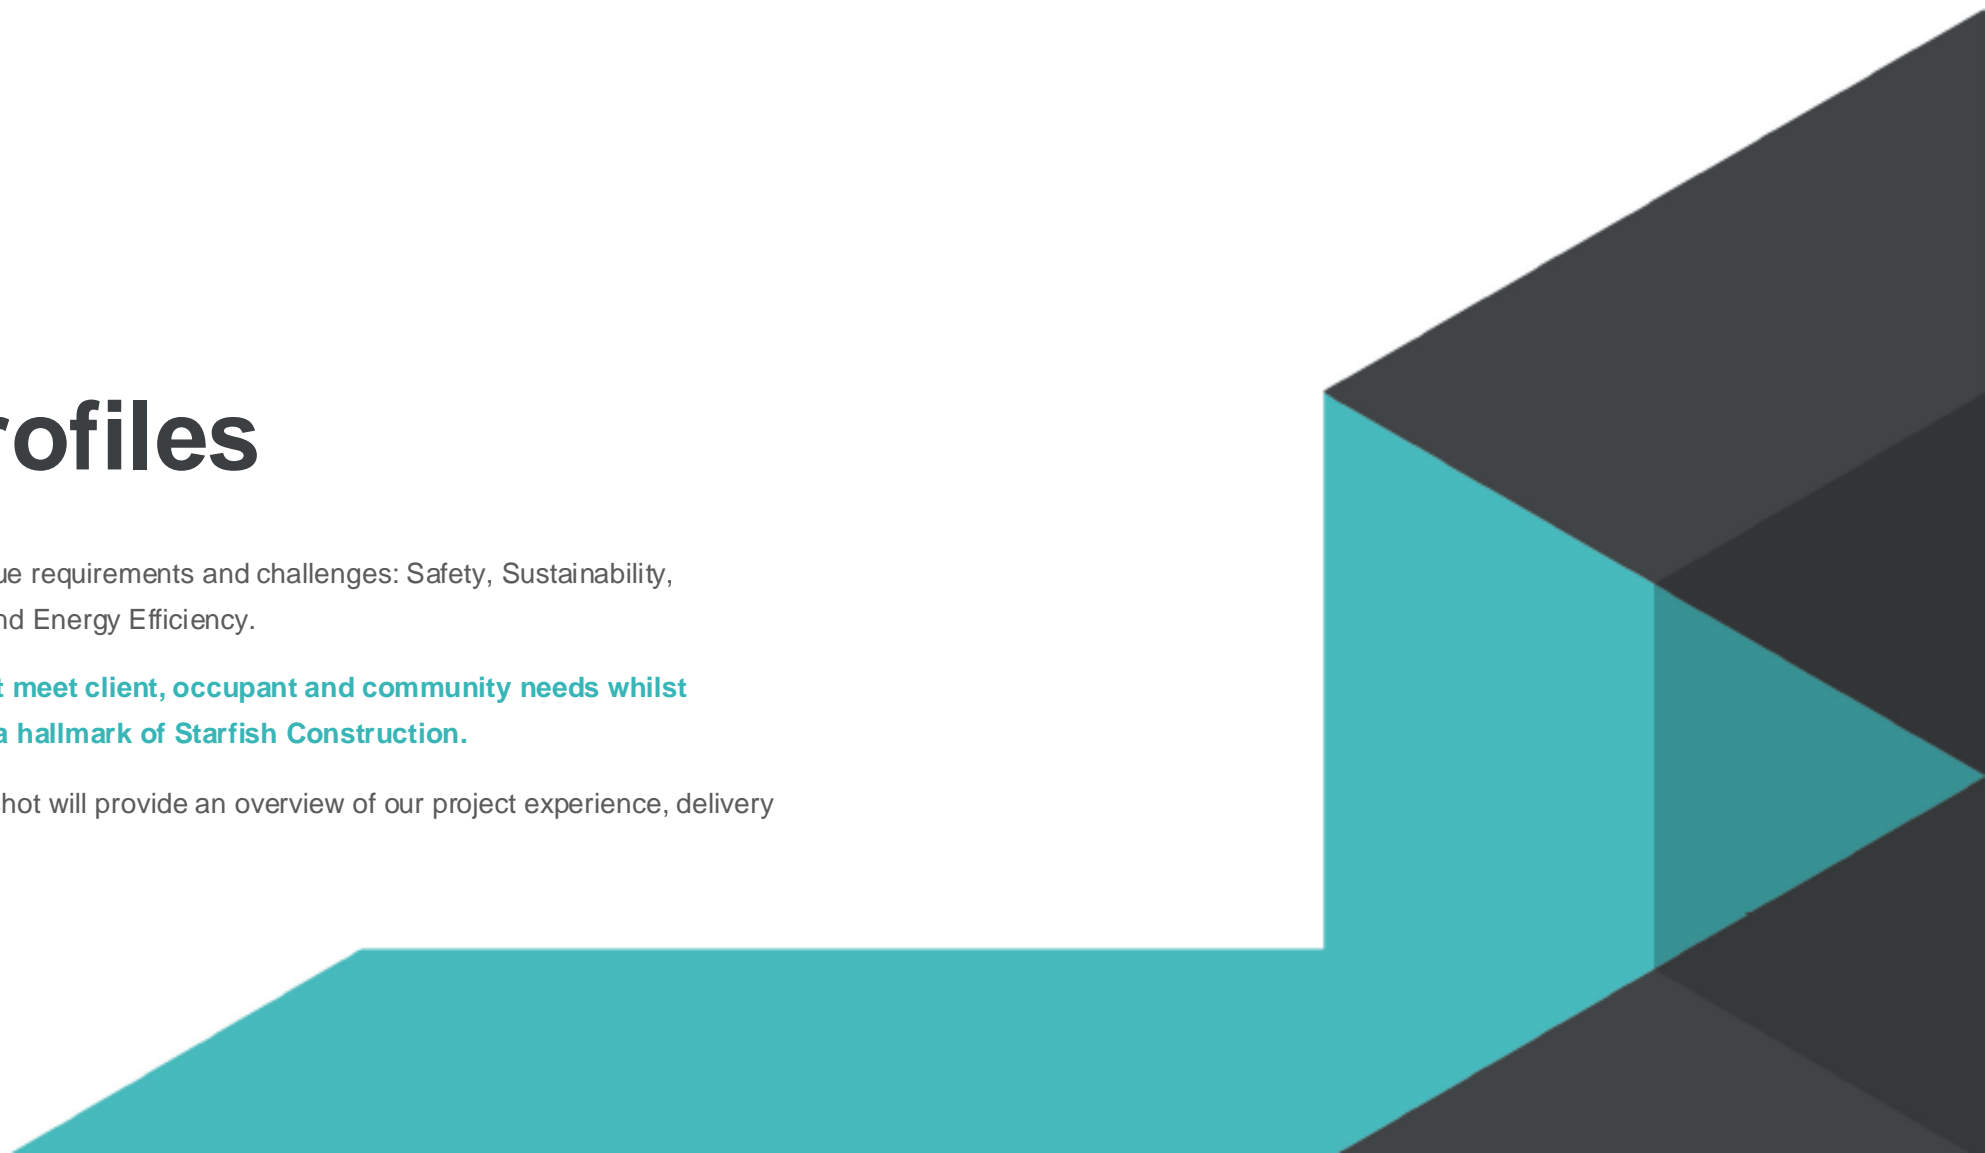 rofiles
ue requirements and challenges: Safety, Sustainability,
nd Energy Efficiency.
t meet client, occupant and community needs whilst
a hallmark of Starfish Construction.
hot will provide an overview of our project experience, delivery